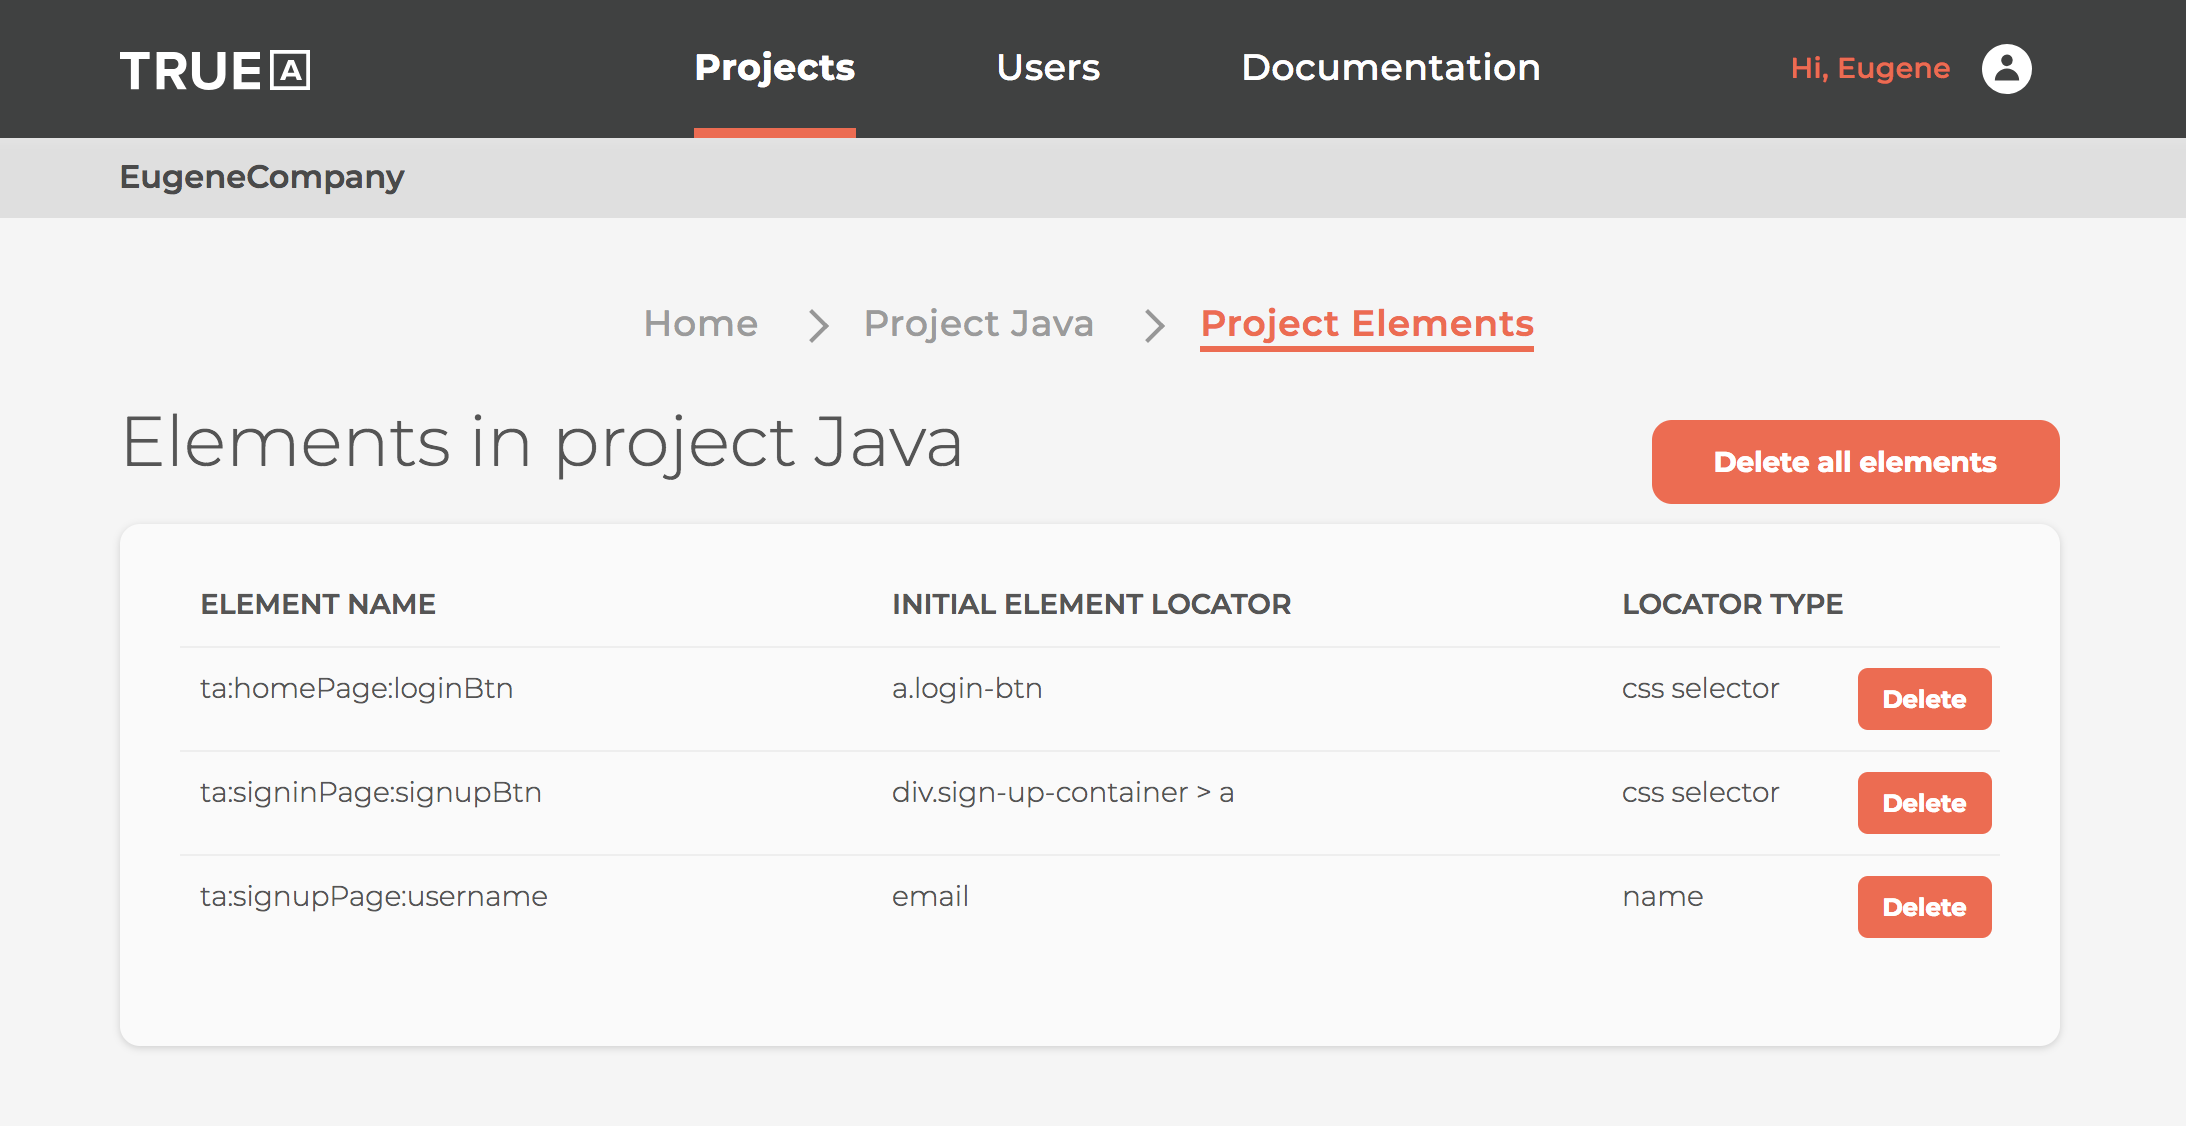 TRUE A Projects Users Documentation Hi, Eugene
EugeneCompany
Home Project Java Project Elements
Elements in project Java
Delete all elements
ELEMENT NAME INITIAL ELEMENT LOCATOR LOCATOR TYPE
ta:homePage:loginBtn a.login-btn css selector Delete
ta:signinPage:signupBtn div.sign-up-container > a css selector Delete
ta:signupPage:username email name Delete